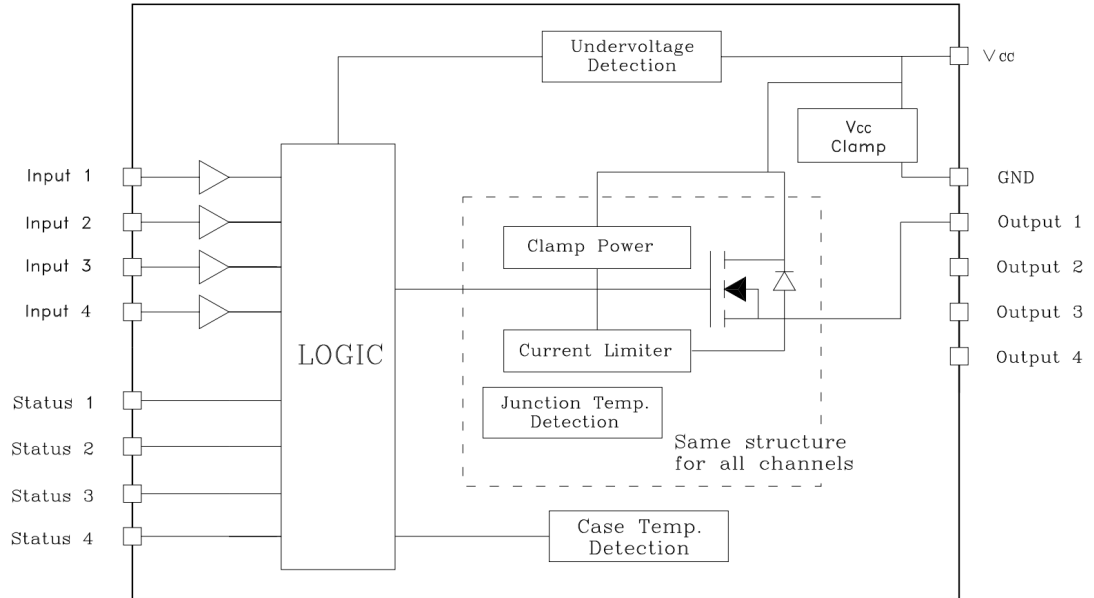 Undervoltage
Detection
Vcc
Vcc
Clamp
Input 1
GND
Input 2
Output 1
Clamp Power
Input 3
Output 2
Input 4
Output 3
LOGIC
Current Limiter
Output 4
Status 1
Junction Temp.
Detection
Status 2
Same structure
for all channels
Status 3
Status 4
Case Temp.
Detection